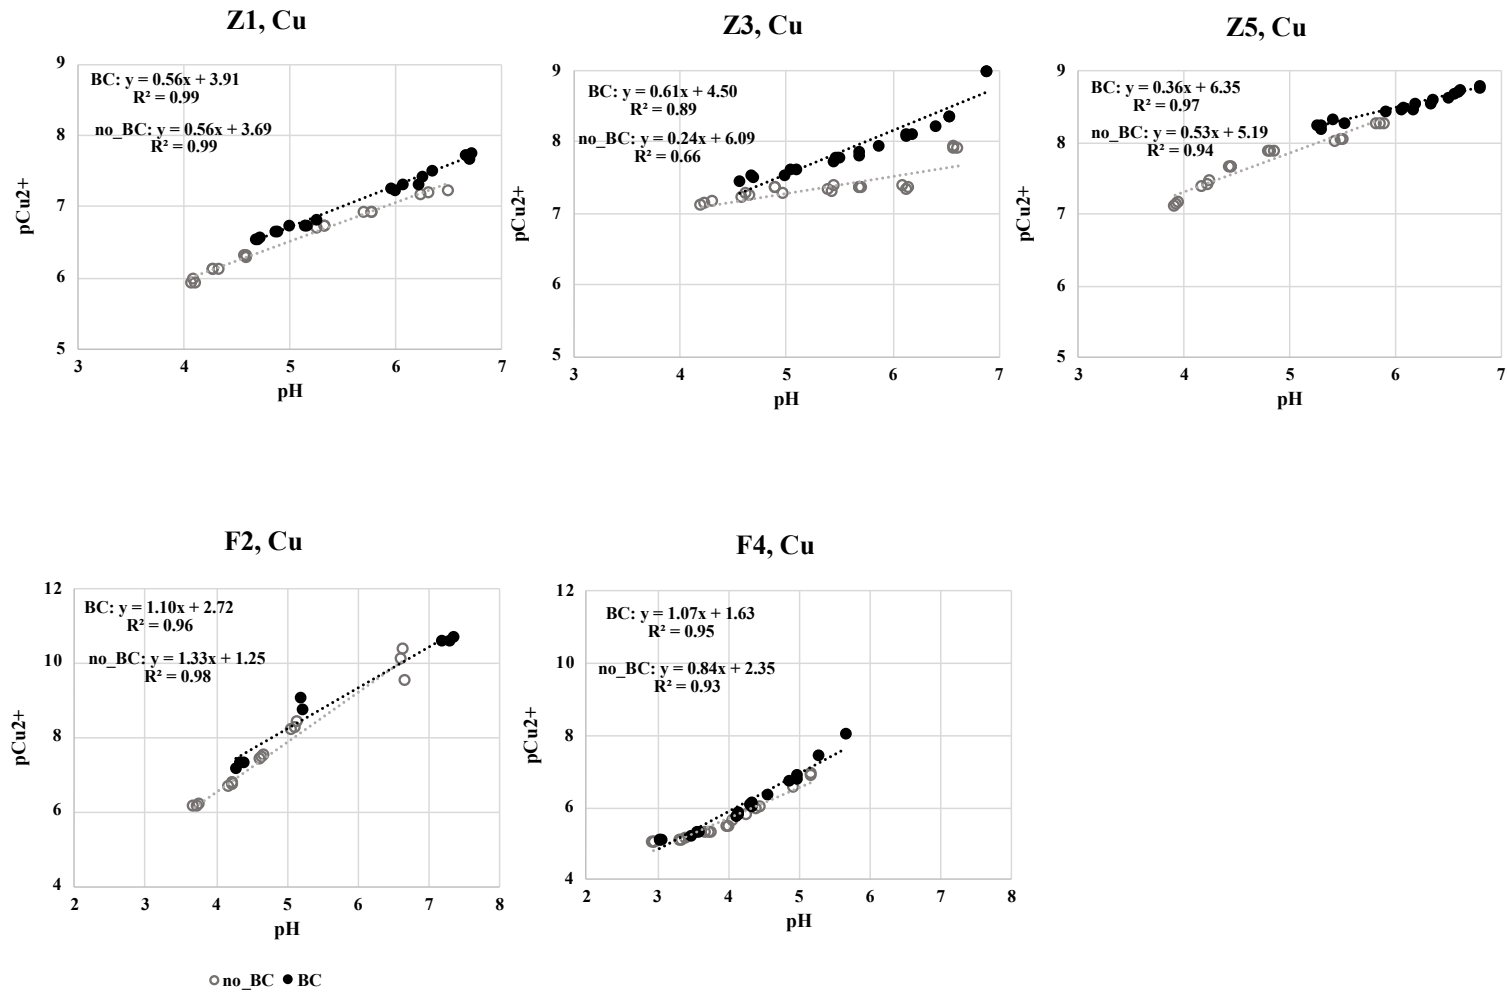 Z1, Cu
BC: y = 0.56x + 3.91
R² = 0.99
no_BC: y = 0.56x + 3.69
R² = 0.99
9
8
7
6
5
pCu2+
3 4 5 6 7
pH
Z3, Cu
BC: y = 0.61x + 4.50
R² = 0.89
no_BC: y = 0.24x + 6.09
R² = 0.66
9
8
7
6
5
pCu2+
3 4 5 6 7
pH
Z5, Cu
BC: y = 0.36x + 6.35
R² = 0.97
no_BC: y = 0.53x + 5.19
R² = 0.94
9
8
7
6
5
pCu2+
3 4 5 6 7
pH
F2, Cu
BC: y = 1.10x + 2.72
R² = 0.96
no_BC: y = 1.33x + 1.25
R² = 0.98
12
10
8
6
4
pCu2+
2 3 4 5 6 7 8
pH
F4, Cu
BC: y = 1.07x + 1.63
R² = 0.95
no_BC: y = 0.84x + 2.35
R² = 0.93
12
10
8
6
4
pCu2+
2 3 4 5 6 7 8
pH
no_BC BC